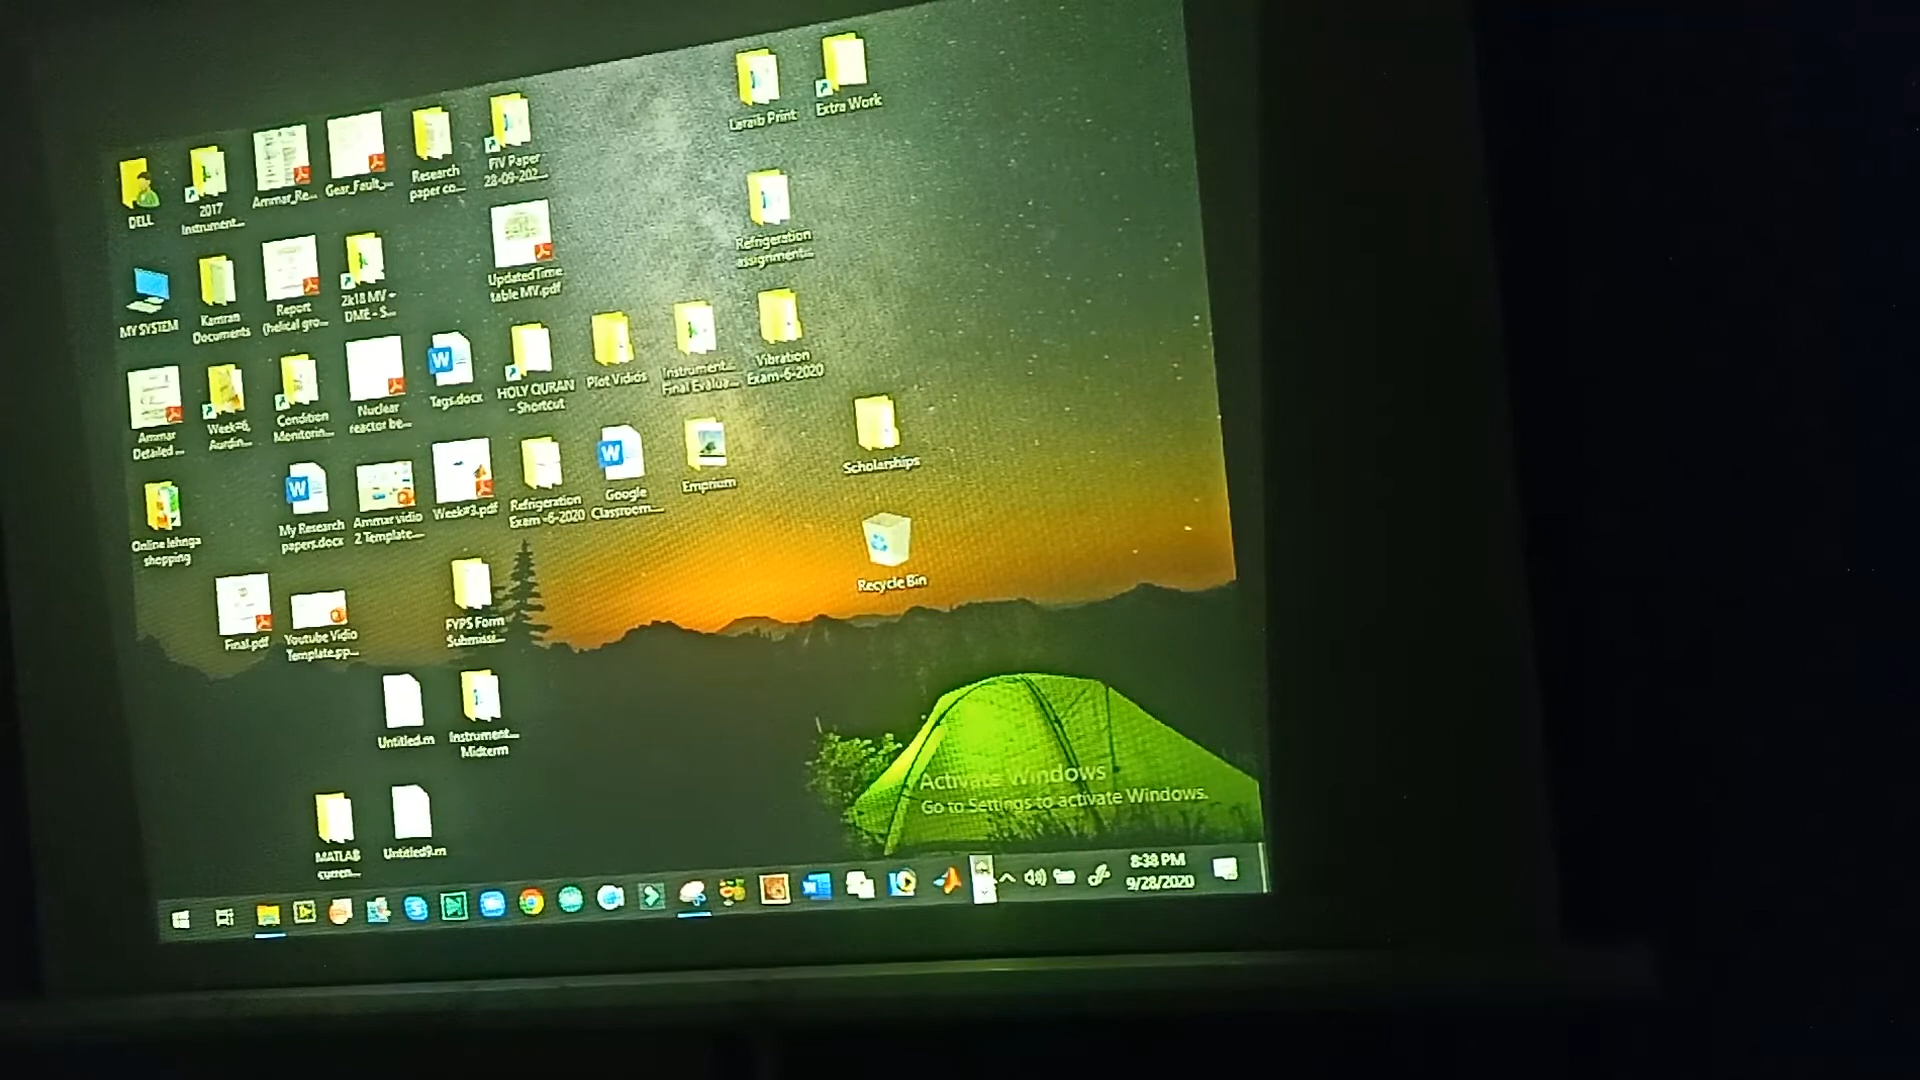 DELL
2017
Instrument...
Ammar_Re...
Gear_Fault_...
Research
paper co...
FIV Paper
28-09-202...
Laraib Print
Extra Work
MY SYSTEM
Kamran
Documents
Report
(helical gro...
2k18 MV -
DME - S...
UpdatedTime
table MV.pdf
Refrigeration
assignment...
Ammar
Detailed ...
Week#6,
Condition
Monitorin...
Nuclear
reactor be...
Tags.docx
HOLY QURAN
- Shortcut
Plot Vidios
Instrument...
Final Evalua...
Vibration
Exam-6-2020
Online lehnga
shopping
My Research
papers.docx
Ammar vidio
2 Template...
Week#3.pdf
Refrigeration
Exam -6-2020
Google
Classroom....
Emprium
Scholarships
Final.pdf
Youtube Vidio
Template.pp...
FYPS Form
Submissi...
Recycle Bin
Untitled.m
Instrument...
Midterm
MATLAB
curren...
Untitled9.m
Activate Windows
Go to Settings to activate Windows.
8:38 PM
9/28/2020